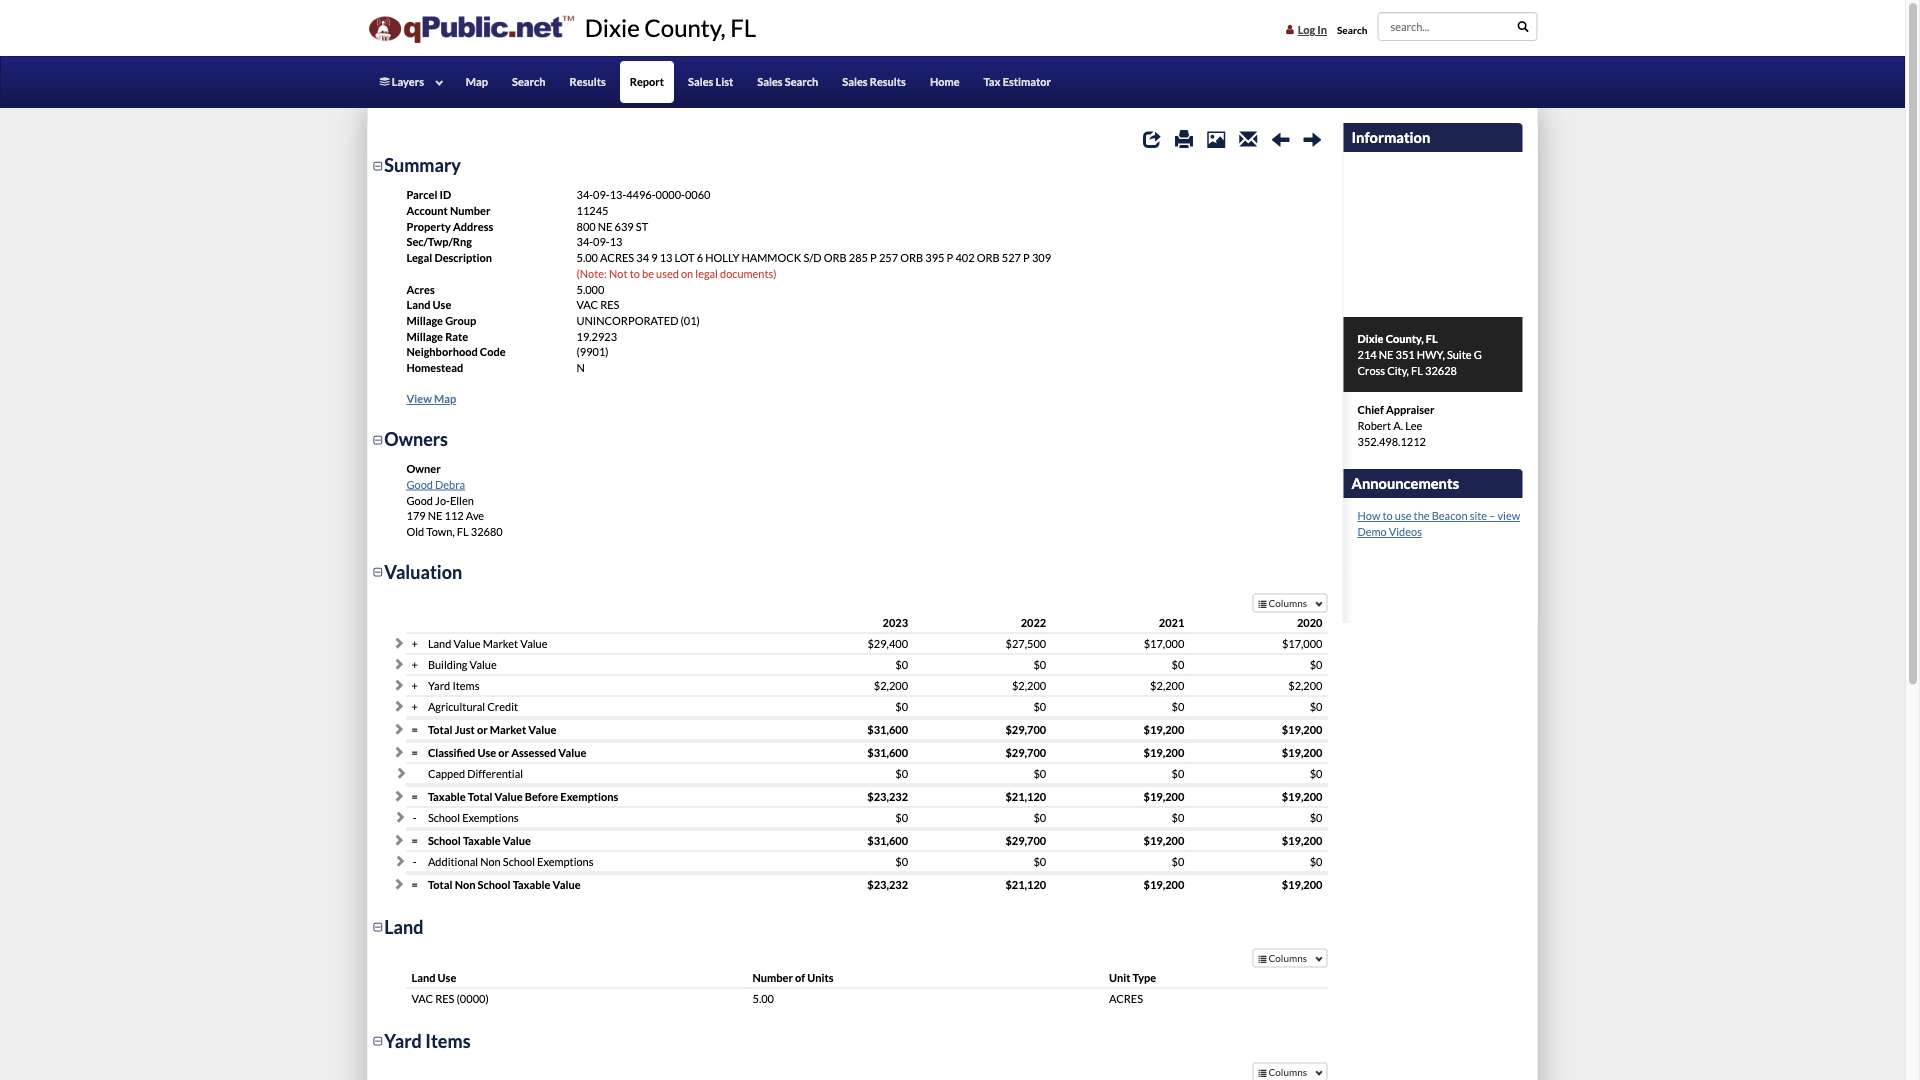 qPublic.net™ Dixie County, FL
Log In Search search...
Layers Map Search Results Report Sales List Sales Search Sales Results Home Tax Estimator
Summary
Parcel ID 34-09-13-4496-0000-0060
Account Number 11245
Property Address 800 NE 639 ST
Sec/Twp/Rng 34-09-13
Legal Description 5.00 ACRES 34 9 13 LOT 6 HOLLY HAMMOCK S/D ORB 285 P 257 ORB 395 P 402 ORB 527 P 309
(Note: Not to be used on legal documents)
Acres 5.000
Land Use VAC RES
Millage Group UNINCORPORATED (01)
Millage Rate 19.2923
Neighborhood Code (9901)
Homestead N
View Map
Owners
Owner
Good Debra
Good Jo-Ellen
179 NE 112 Ave
Old Town, FL 32680
Valuation
Columns
2023 2022 2021 2020
+ Land Value Market Value $29,400 $27,500 $17,000 $17,000
+ Building Value $0 $0 $0 $0
+ Yard Items $2,200 $2,200 $2,200 $2,200
+ Agricultural Credit $0 $0 $0 $0
= Total Just or Market Value $31,600 $29,700 $19,200 $19,200
= Classified Use or Assessed Value $31,600 $29,700 $19,200 $19,200
Capped Differential $0 $0 $0 $0
= Taxable Total Value Before Exemptions $23,232 $21,120 $19,200 $19,200
- School Exemptions $0 $0 $0 $0
= School Taxable Value $31,600 $29,700 $19,200 $19,200
- Additional Non School Exemptions $0 $0 $0 $0
= Total Non School Taxable Value $23,232 $21,120 $19,200 $19,200
Land
Columns
Land Use Number of Units Unit Type
VAC RES (0000) 5.00 ACRES
Yard Items
Columns
Information
Dixie County, FL
214 NE 351 HWY, Suite G
Cross City, FL 32628
Chief Appraiser
Robert A. Lee
352.498.1212
Announcements
How to use the Beacon site – view
Demo Videos